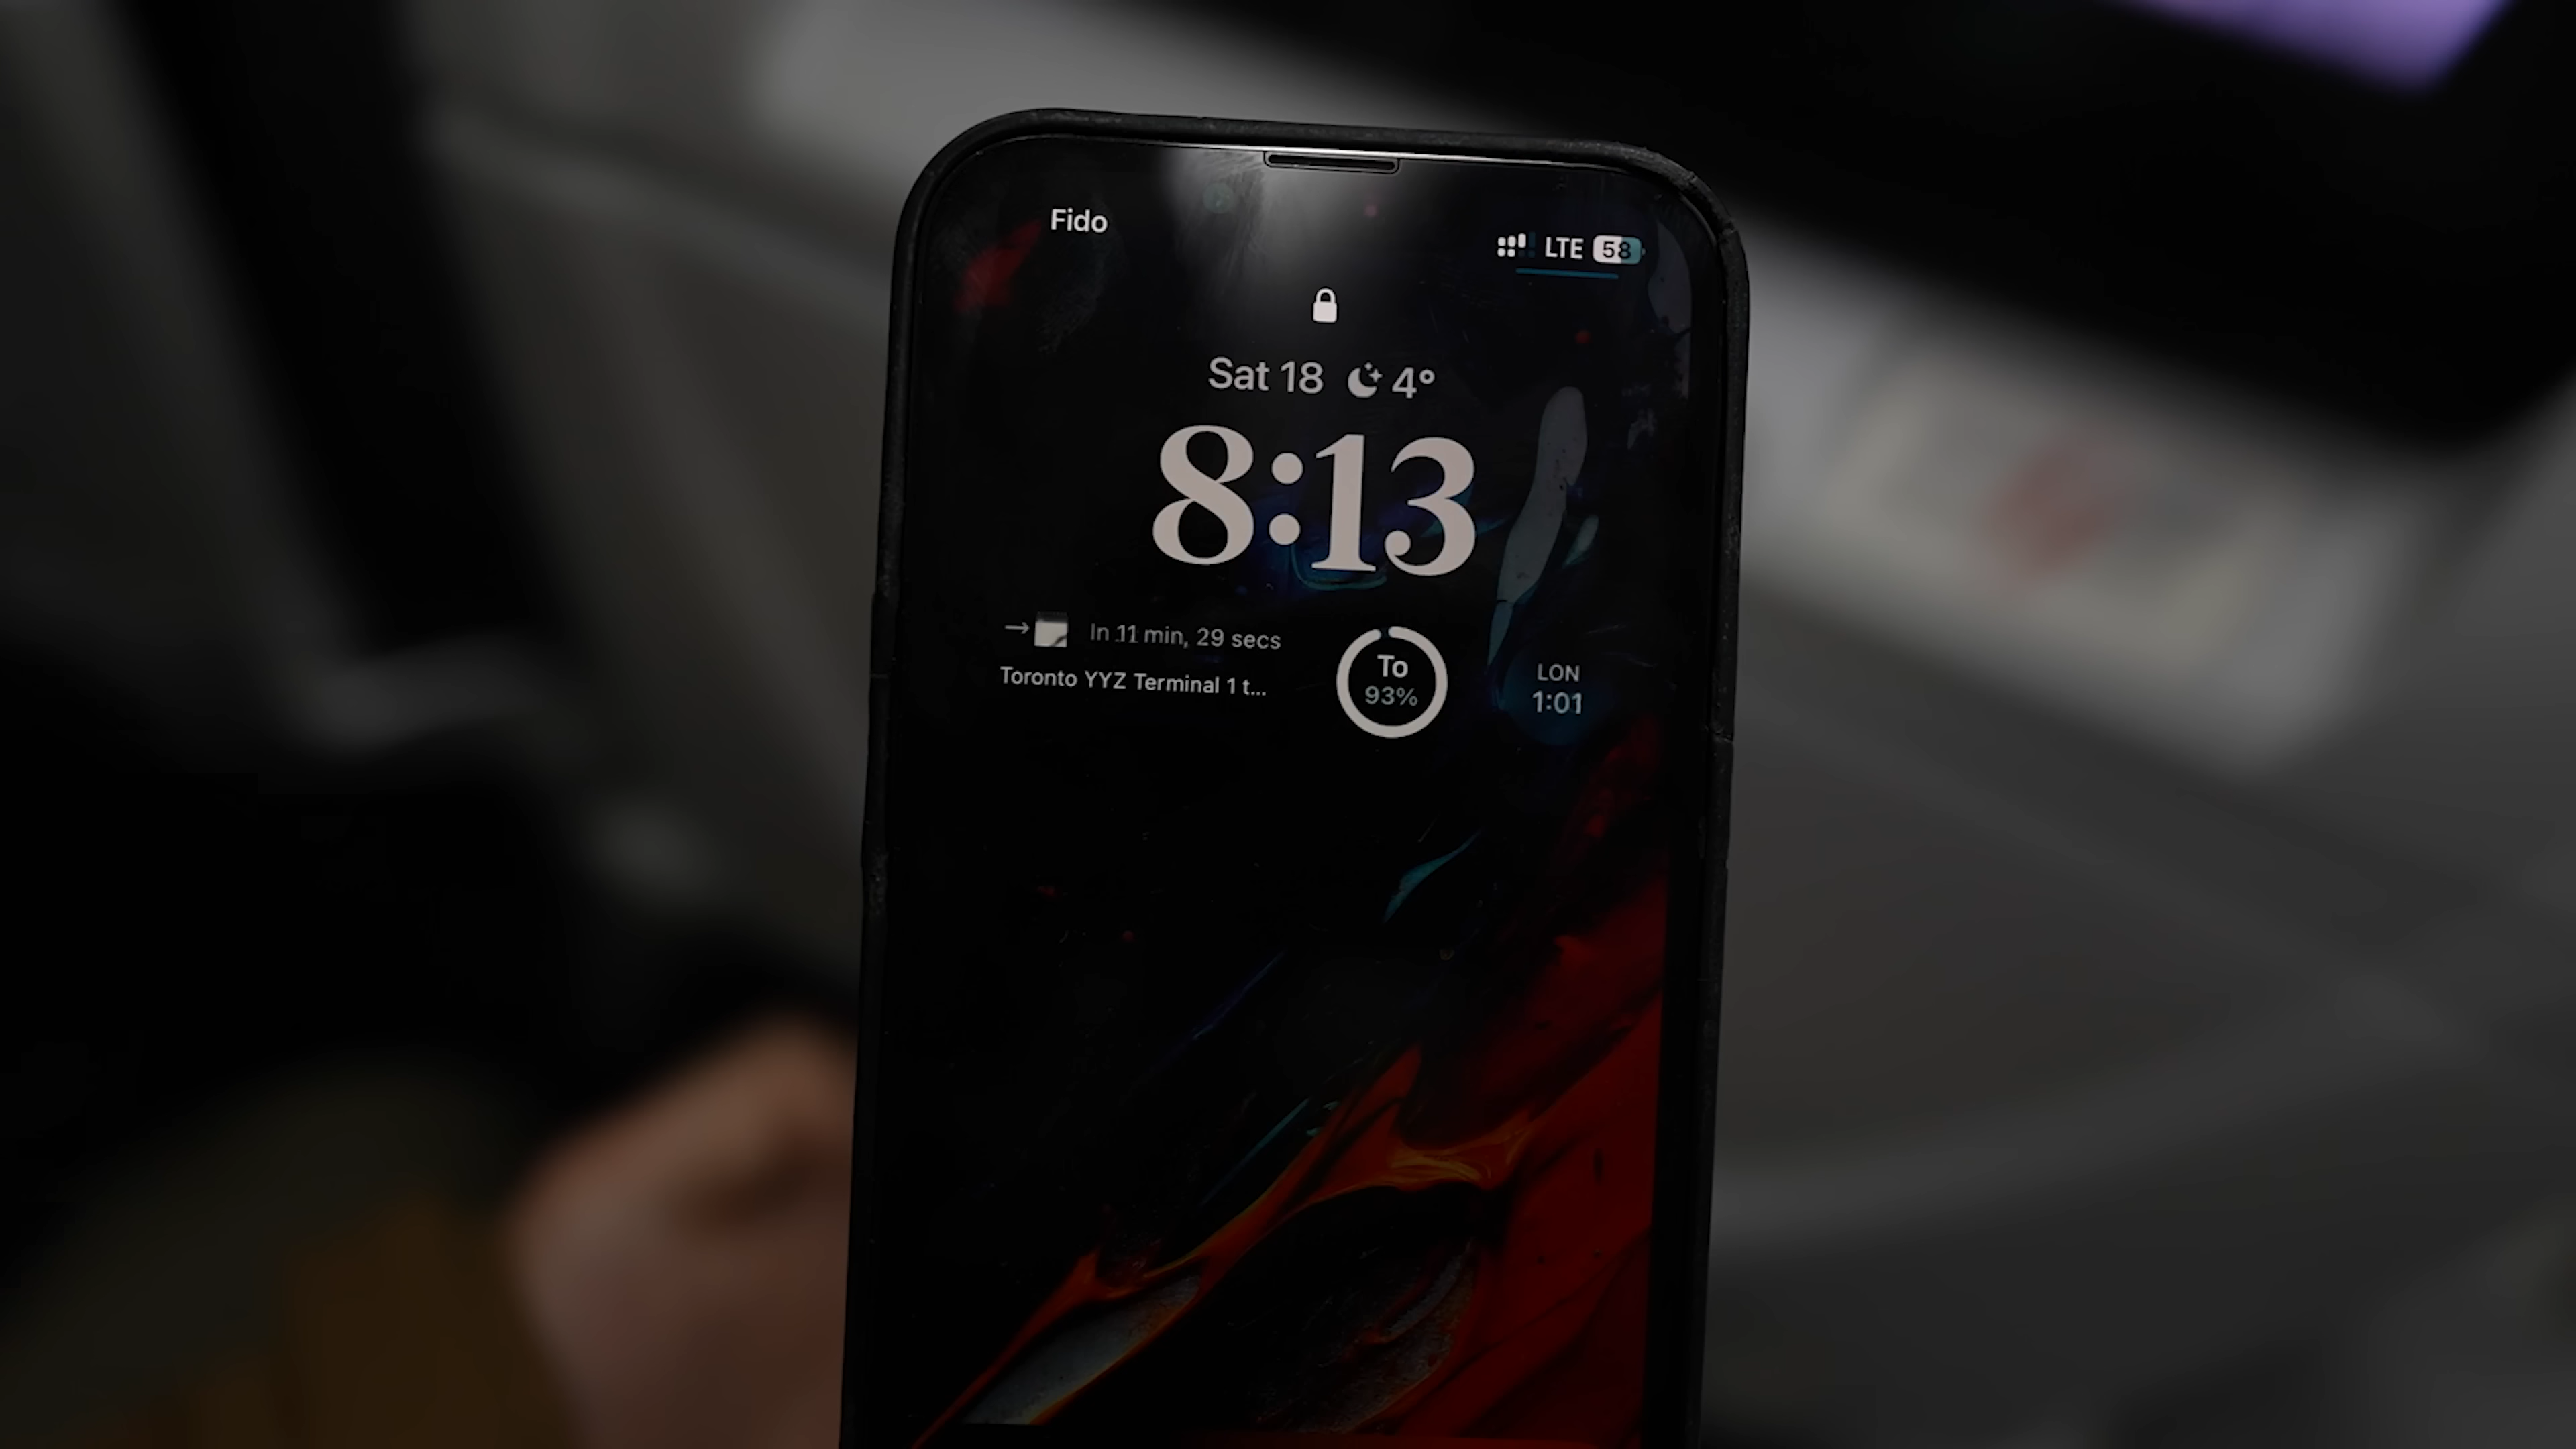 Fido
LTE 58
Sat 18 4°
8:13
In 11 min, 29 secs
Toronto YYZ Terminal 1 t...
To
93%
LON
1:01